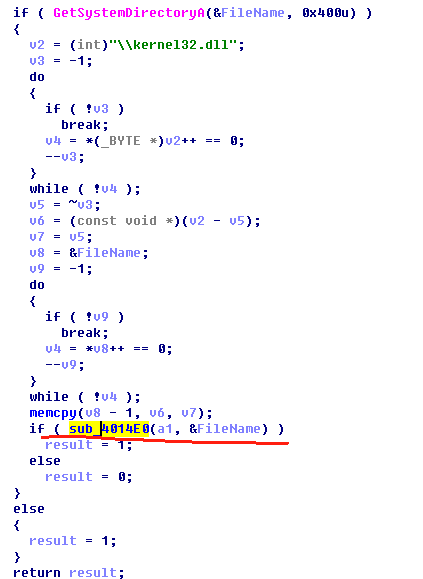 if ( GetSystemDirectoryA(&FileName, 0x400u) )
{
v2 = (int)"\\kernel32.dll";
v3 = -1;
do
{
if ( !v3 )
break;
v4 = *(_BYTE *)v2++ == 0;
--v3;
}
while ( !v4 );
v5 = ~v3;
v6 = (const void *)(v2 - v5);
v7 = v5;
v8 = &FileName;
v9 = -1;
do
{
if ( !v9 )
break;
v4 = *v8++ == 0;
--v9;
}
while ( !v4 );
memcpy(v8 - 1, v6, v7);
if ( sub_4014E0(a1, &FileName) )
result = 1;
else
result = 0;
}
else
{
result = 1;
}
return result;